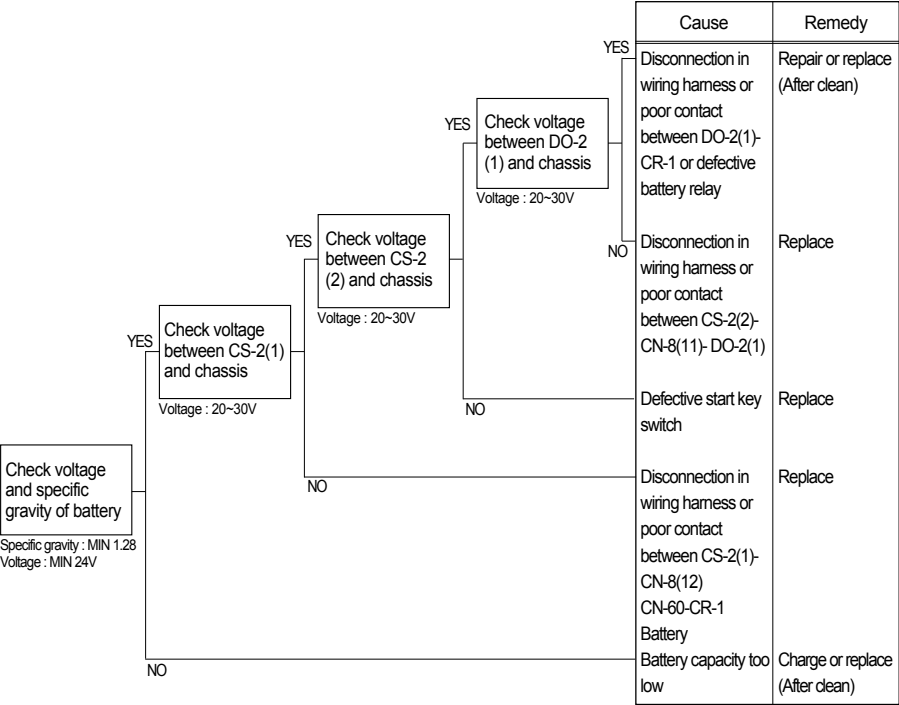 Cause
Remedy
YES
Disconnection in
wiring harness or
poor contact
between DO-2(1)-
CR-1 or defective
battery relay
Repair or replace
(After clean)
YES
Check voltage
between DO-2
(1) and chassis
Voltage : 20~30V
NO
Disconnection in
wiring harness or
poor contact
between CS-2(2)-
CN-8(11)- DO-2(1)
Replace
YES
Check voltage
between CS-2
(2) and chassis
Voltage : 20~30V
NO
Defective start key
switch
Replace
YES
Check voltage
between CS-2(1)
and chassis
Voltage : 20~30V
NO
Disconnection in
wiring harness or
poor contact
between CS-2(1)-
CN-8(12)
CN-60-CR-1
Battery
Replace
Check voltage
and specific
gravity of battery
Specific gravity : MIN 1.28
Voltage : MIN 24V
NO
Battery capacity too
low
Charge or replace
(After clean)